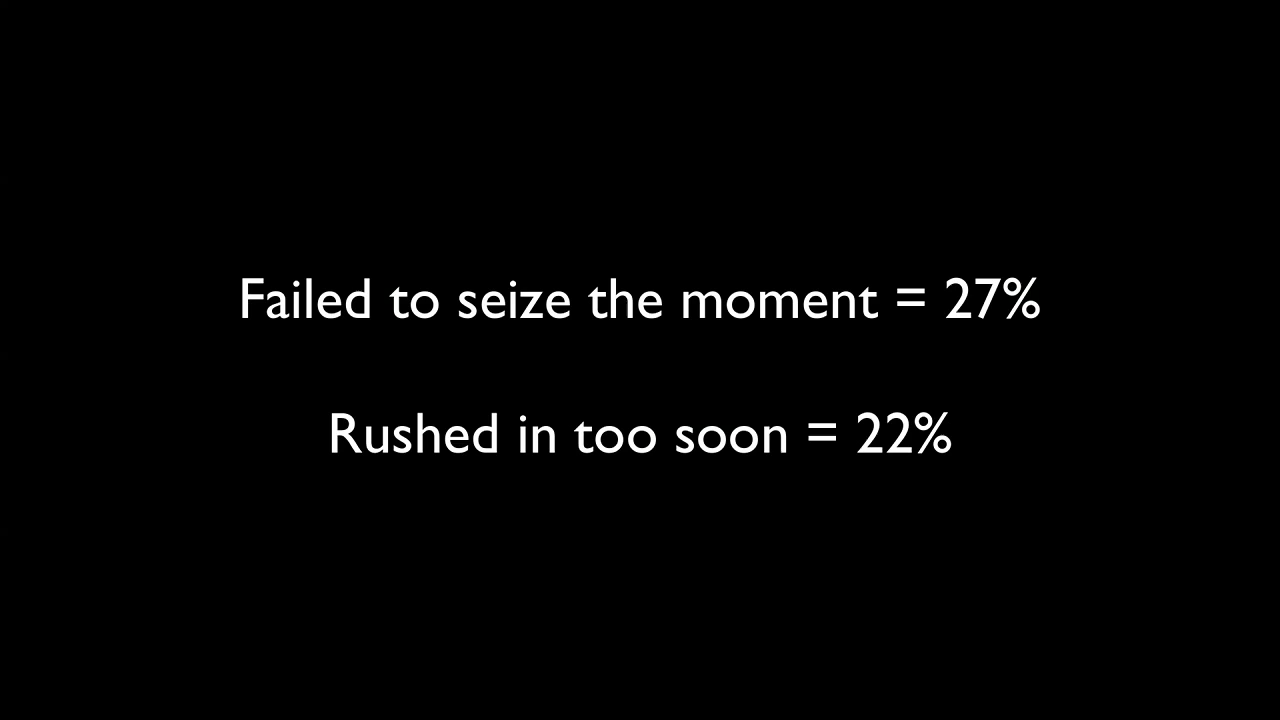 Failed to seize the moment = 27%
Rushed in too soon = 22%